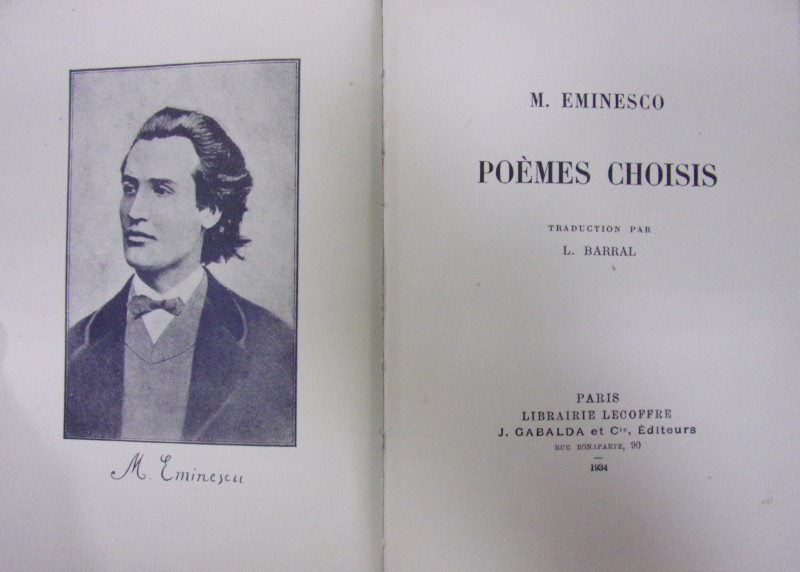 M. Eminescu
M. EMINESCO
POÈMES CHOISIS
TRADUCTION PAR
L. BARRAL
PARIS
LIBRAIRIE LECOFFRE
J. GABALDA et Cie, Éditeurs
RUE BONAPARTE, 90
1934